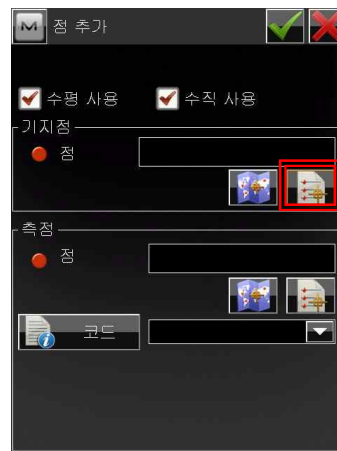 점 추가
수평 사용 수직 사용
기지점
점
측점
점
코드